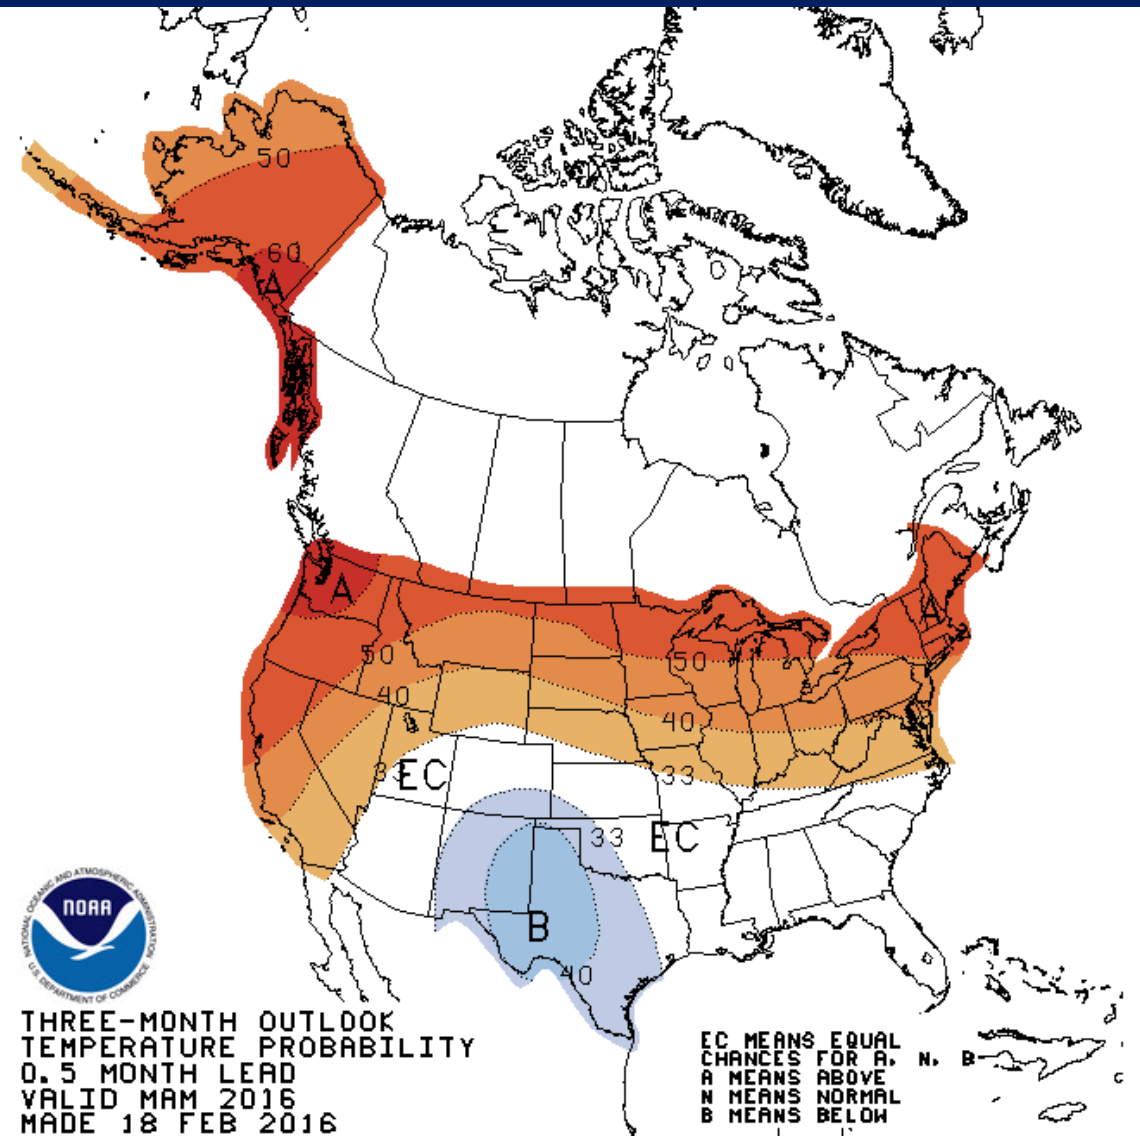 50
60
A
A
A
50
50
40
40
33
EC
33
33
EC
B
40
NOAA
NATIONAL OCEANIC AND ATMOSPHERIC ADMINISTRATION
U.S. DEPARTMENT OF COMMERCE
THREE-MONTH OUTLOOK
TEMPERATURE PROBABILITY
0.5 MONTH LEAD
VALID MAM 2016
MADE 18 FEB 2016
EC MEANS EQUAL
CHANCES FOR A, N, B
A MEANS ABOVE
N MEANS NORMAL
B MEANS BELOW